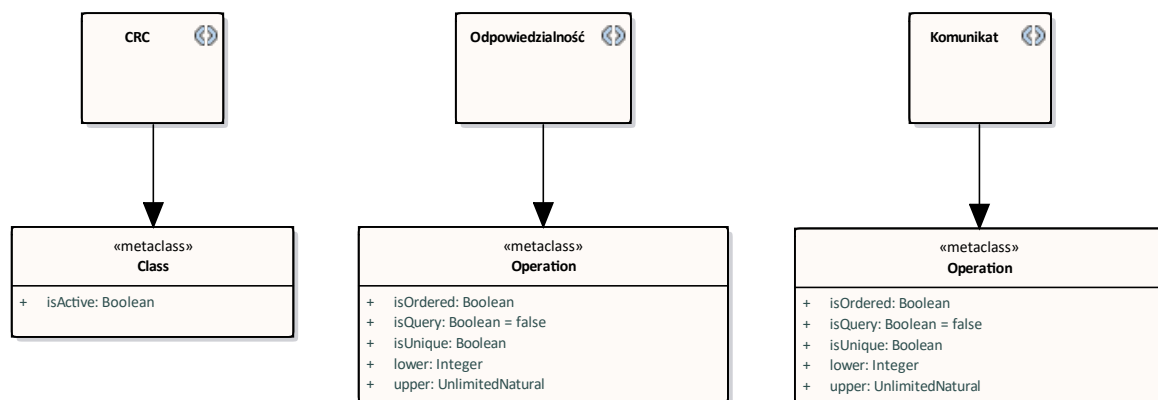 CRC
Odpowiedzialność
Komunikat
«metaclass»
Class
+ isActive: Boolean
«metaclass»
Operation
+ isOrdered: Boolean
+ isQuery: Boolean = false
+ isUnique: Boolean
+ lower: Integer
+ upper: UnlimitedNatural
«metaclass»
Operation
+ isOrdered: Boolean
+ isQuery: Boolean = false
+ isUnique: Boolean
+ lower: Integer
+ upper: UnlimitedNatural